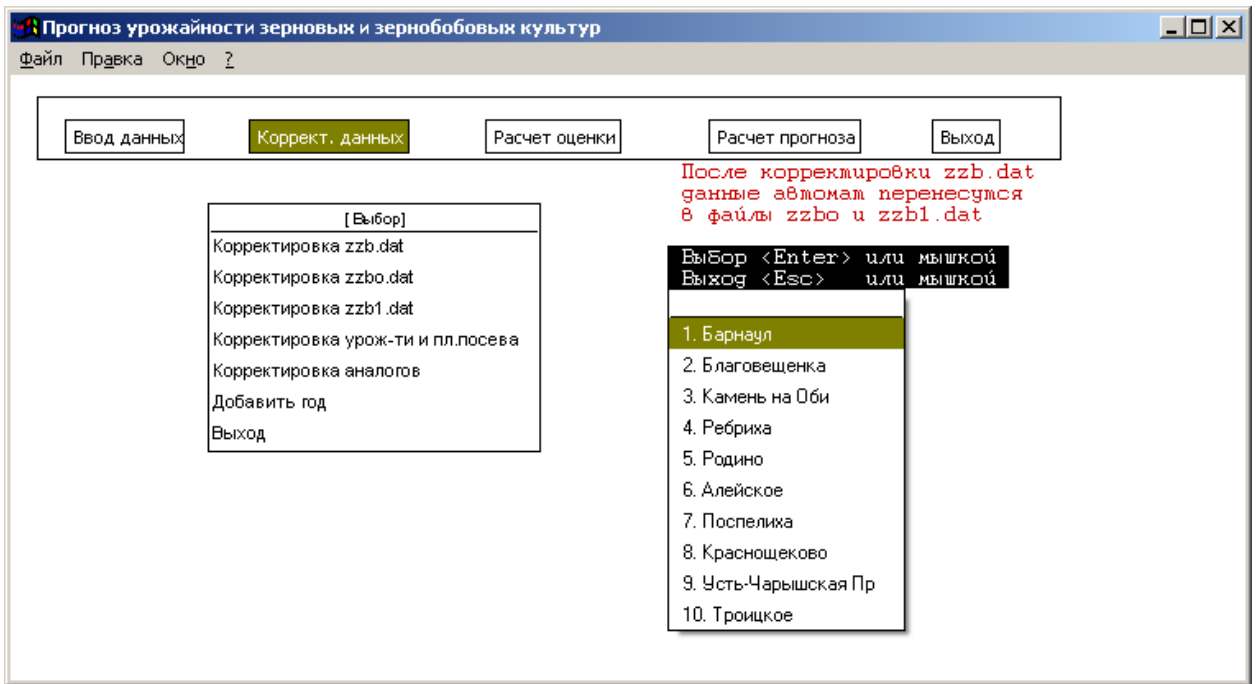 Прогноз урожайности зерновых и зернобобовых культур
Файл Правка Окно ?
Ввод данных Коррект. данных Расчет оценки Расчет прогноза Выход
После корректировки zzb.dat
данные автомат перенесутся
в файлы zzbo и zzb1.dat
[Выбор]
Корректировка zzb.dat
Корректировка zzbo.dat
Корректировка zzb1.dat
Корректировка урож-ти и пл.посева
Корректировка аналогов
Добавить год
Выход
Выбор <Enter> или мышкой
Выход <Esc> или мышкой
1. Барнаул
2. Благовещенка
3. Камень на Оби
4. Ребриха
5. Родино
6. Алейское
7. Поспелиха
8. Краснощеково
9. Усть-Чарышская Пр
10. Троицкое